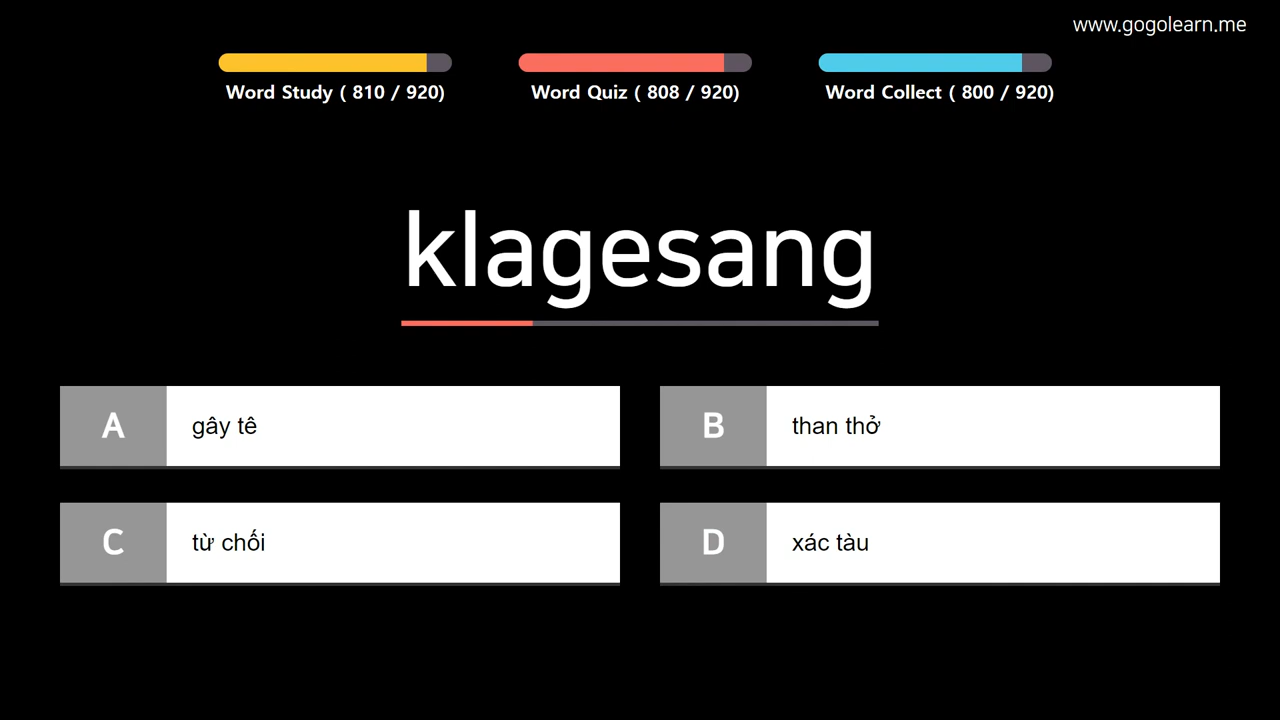 www.gogolearn.me
Word Study ( 810 / 920)
Word Quiz ( 808 / 920)
Word Collect ( 800 / 920)
klagesang
A gây tê
B than thở
C từ chối
D xác tàu